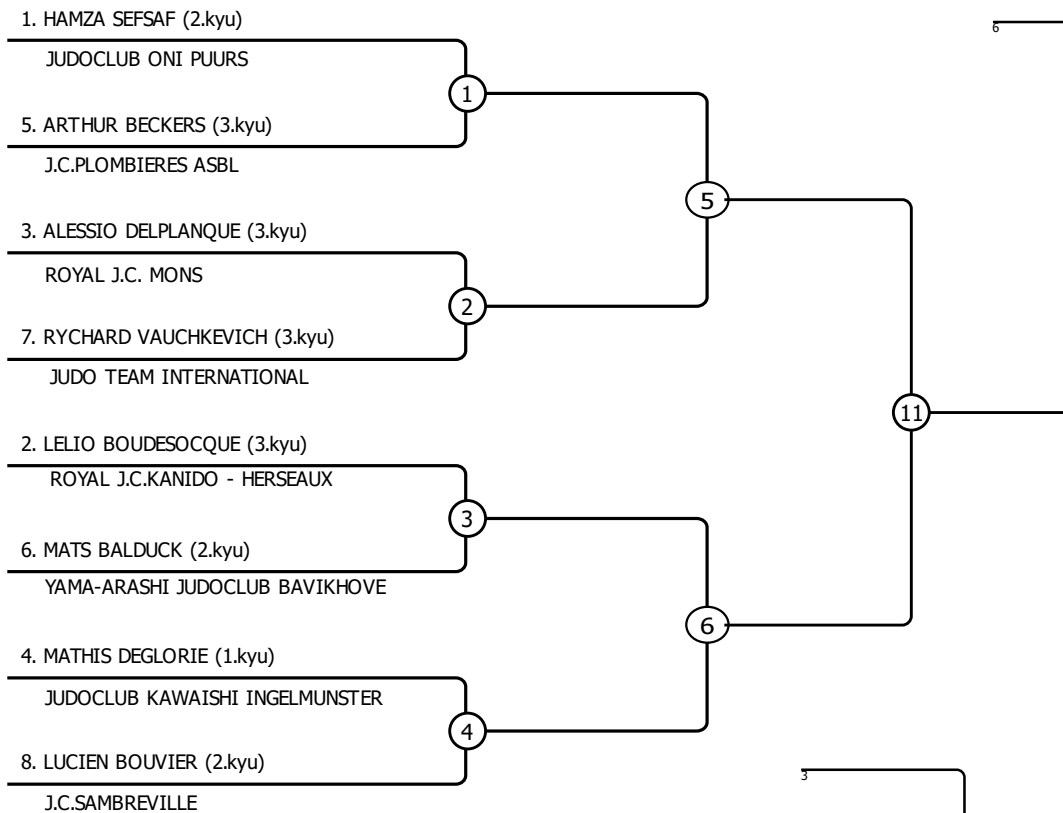 1. HAMZA SEFSAF (2.kyu)
6
JUDOCLUB ONI PUURS
1
5. ARTHUR BECKERS (3.kyu)
J.C.PLOMBIERES ASBL
5
3. ALESSIO DELPLANQUE (3.kyu)
ROYAL J.C. MONS
2
7. RYCHARD VAUCHKEVICH (3.kyu)
JUDO TEAM INTERNATIONAL
11
2. LELIO BOUDESOCQUE (3.kyu)
ROYAL J.C.KANIDO - HERSEAUX
3
6. MATS BALDUCK (2.kyu)
YAMA-ARASHI JUDOCLUB BAVIKHOVE
6
4. MATHIS DEGLORIE (1.kyu)
JUDOCLUB KAWAISHI INGELMUNSTER
4
8. LUCIEN BOUVIER (2.kyu)
3
J.C.SAMBREVILLE